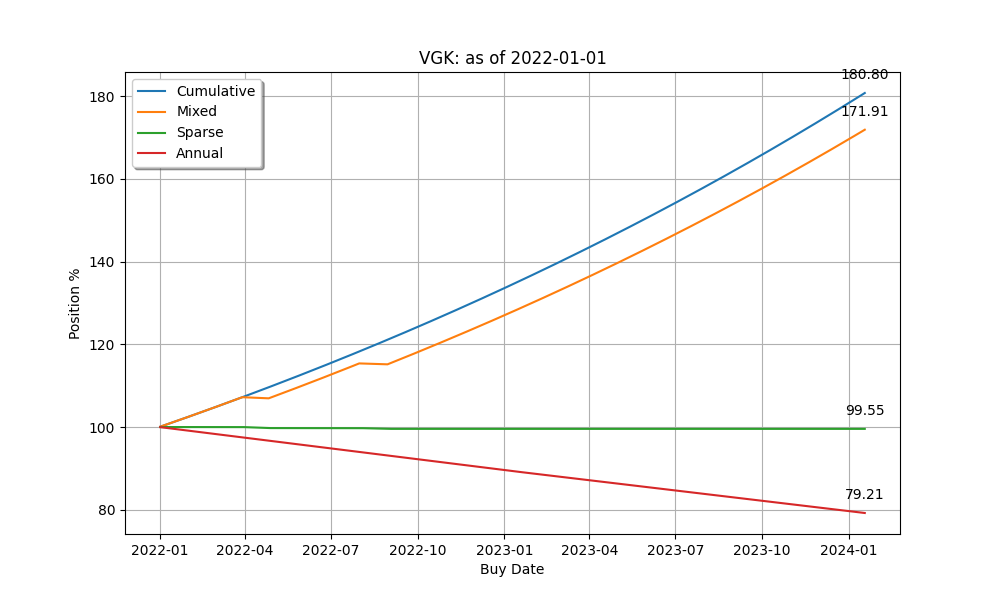 VGK: as of 2022-01-01
Cumulative
Mixed
Sparse
Annual
180.80
171.91
99.55
79.21
180
160
140
120
100
80
Position %
2022-01 2022-04 2022-07 2022-10 2023-01 2023-04 2023-07 2023-10 2024-01
Buy Date